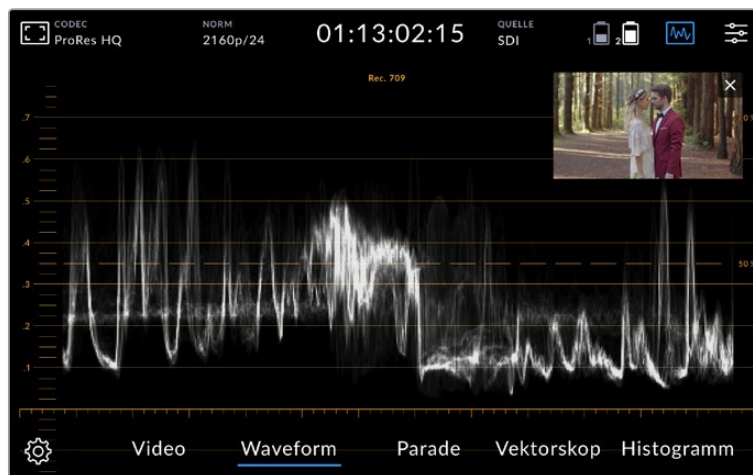 CODEC
ProRes HQ
NORM
2160p/24
01:13:02:15
QUELLE
SDI
1
2
Rec. 709
.7
.6
.5
.4
.3
.2
.1
50 %
Video
Waveform
Parade
Vektorskop
Histogramm